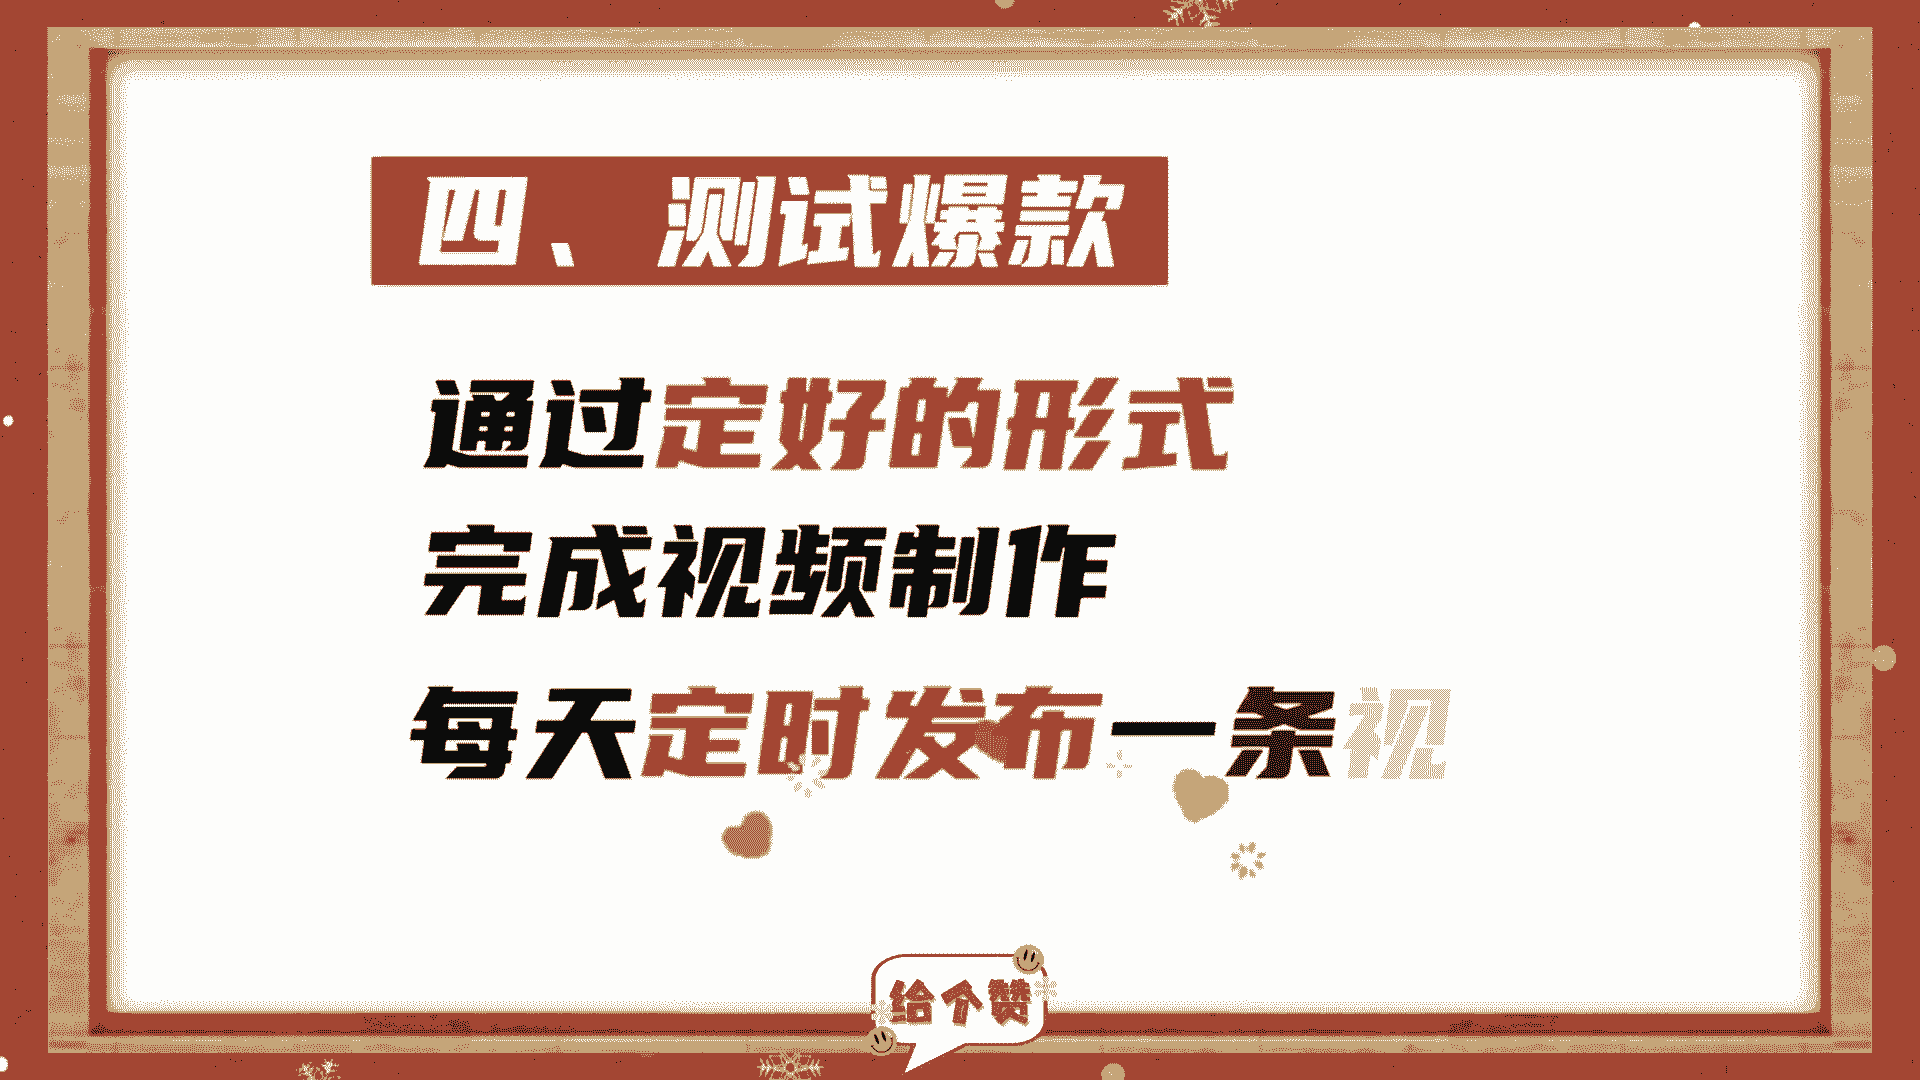 四、测试爆款
通过定好的形式
完成视频制作
每天定时发布一条视
给个赞